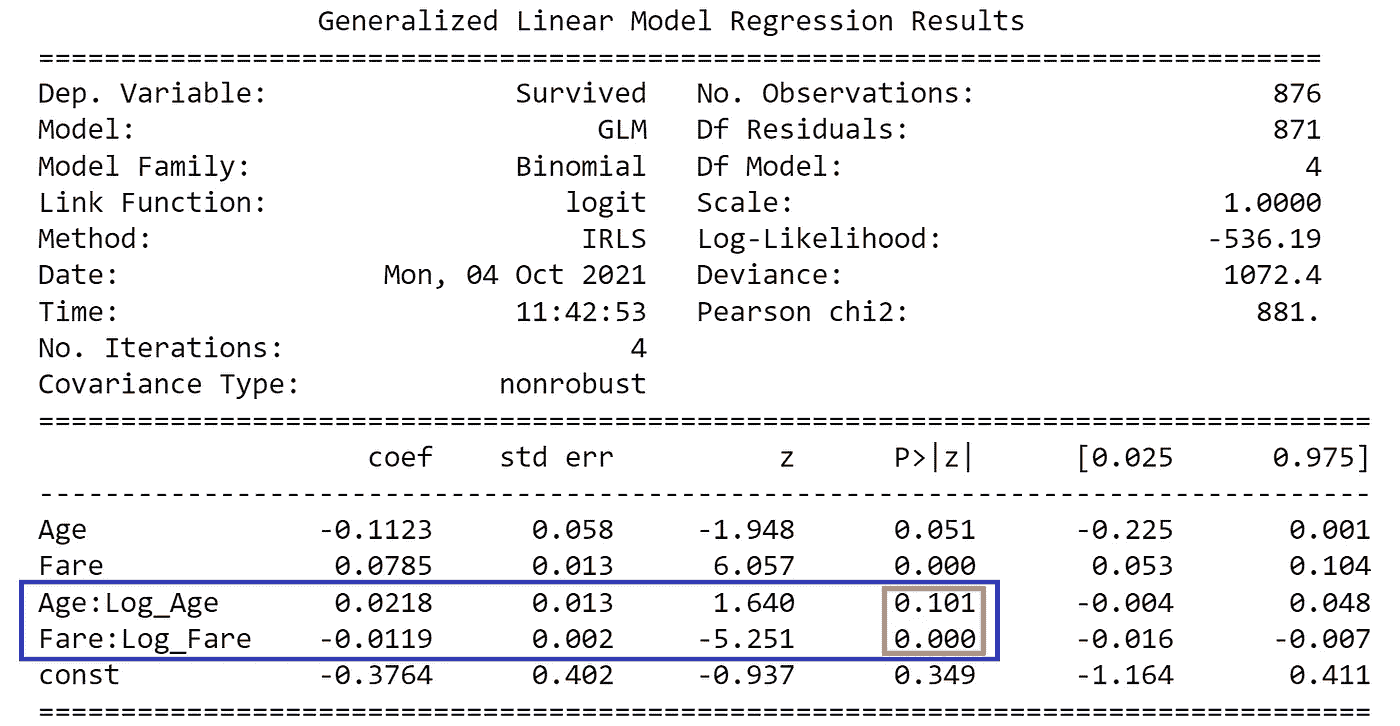 Generalized Linear Model Regression Results
==============================================================================
Dep. Variable: Survived No. Observations: 876
Model: GLM Df Residuals: 871
Model Family: Binomial Df Model: 4
Link Function: logit Scale: 1.0000
Method: IRLS Log-Likelihood: -536.19
Date: Mon, 04 Oct 2021 Deviance: 1072.4
Time: 11:42:53 Pearson chi2: 881.
No. Iterations: 4
Covariance Type: nonrobust
=================================================================================
coef std err z P>|z| [0.025 0.975]
---------------------------------------------------------------------------------
Age -0.1123 0.058 -1.948 0.051 -0.225 0.001
Fare 0.0785 0.013 6.057 0.000 0.053 0.104
Age:Log_Age 0.0218 0.013 1.640 0.101 -0.004 0.048
Fare:Log_Fare -0.0119 0.002 -5.251 0.000 -0.016 -0.007
const -0.3764 0.402 -0.937 0.349 -1.164 0.411
=================================================================================